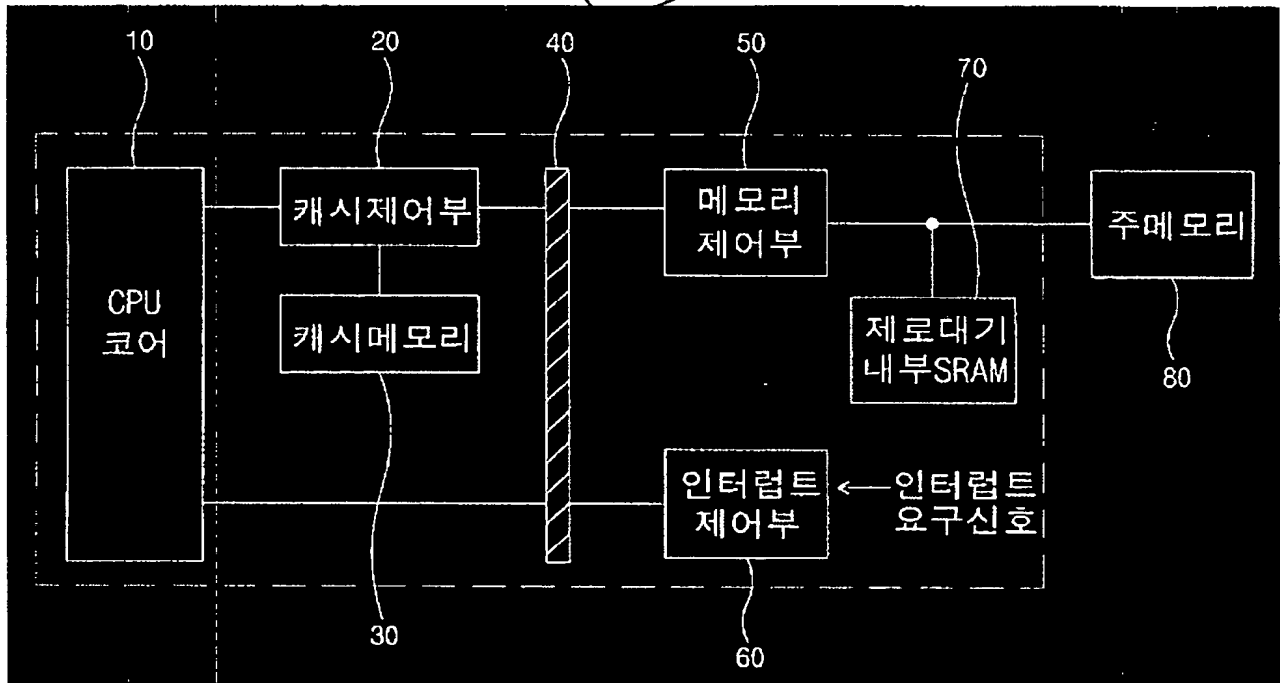 10
20
40
50
70
CPU
코어
캐시제어부
캐시메모리
메모리
제어부
주메모리
제로대기
내부SRAM
80
인터럽트
제어부
인터럽트
요구신호
30
60